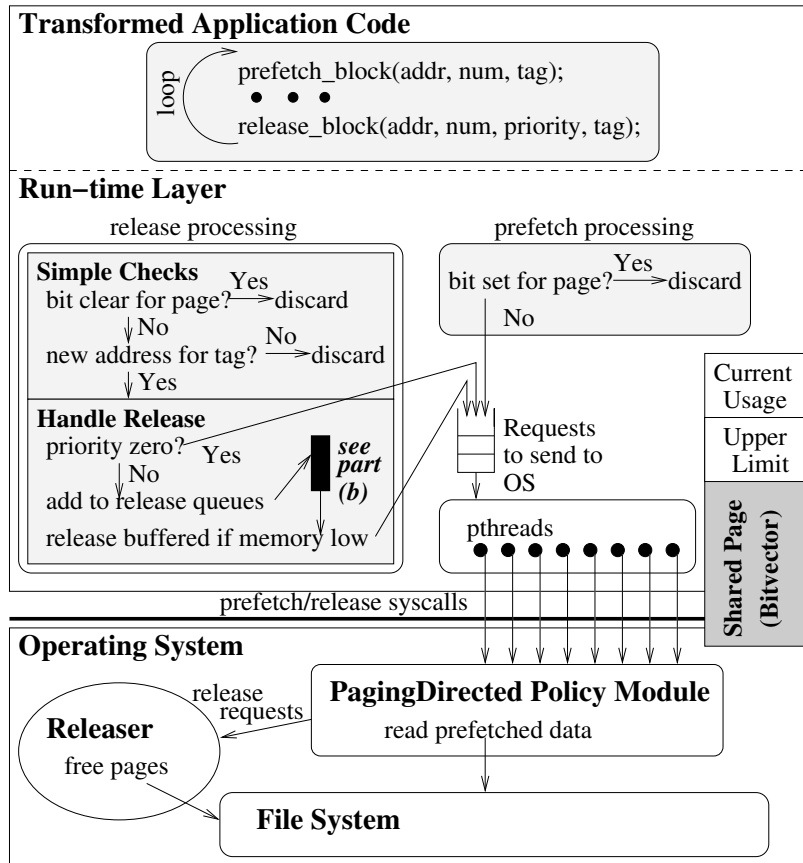 Transformed Application Code
loop
prefetch_block(addr, num, tag);
release_block(addr, num, priority, tag);
Run−time Layer
release processing
Simple Checks
bit clear for page?
Yes
discard
No
new address for tag?
No
discard
Yes
Handle Release
priority zero?
Yes
No
add to release queues
see
part
(b)
release buffered if memory low
prefetch processing
bit set for page?
Yes
discard
No
Requests
to send to
OS
pthreads
Current
Usage
Upper
Limit
Shared Page
(Bitvector)
prefetch/release syscalls
Operating System
release
requests
Releaser
free pages
PagingDirected Policy Module
read prefetched data
File System